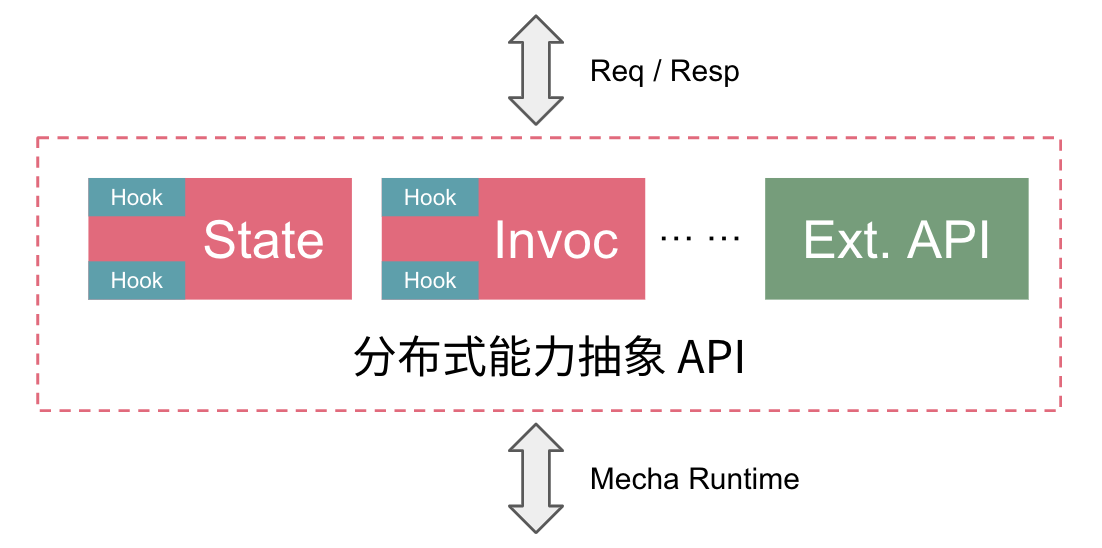 Req / Resp
Hook
State
Hook
Hook
Invoc
Hook
... ...
Ext. API
分布式能力抽象 API
Mecha Runtime